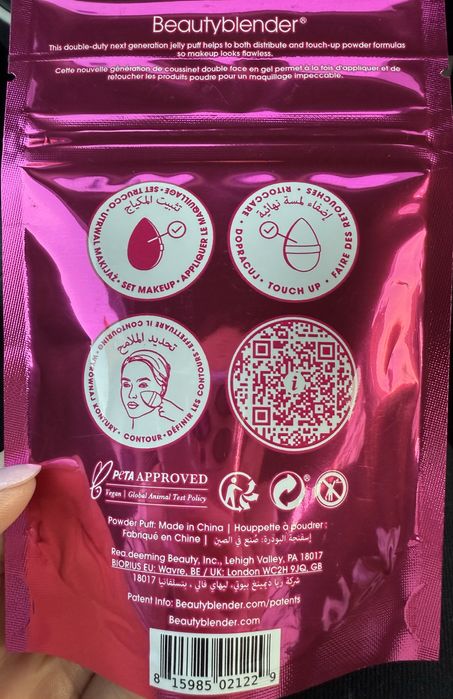 Beautyblender®
This double-duty next generation jelly puff helps to both distribute and touch-up powder formulas
so makeup looks flawless.
Cette nouvelle génération de coussinet double face en gel permet à la fois d'appliquer et de
retoucher les produits poudre pour un maquillage impeccable.
تثبيت المكياج
• SET MAKEUP • APPLIQUER LE MAQUILLAGE • SET TRUCCO • UTRWAL MAKIJAŻ
إضفاء لمسة نهائية
• TOUCH UP • FAIRE DES RETOUCHES • RITOCCARE • DOPRACUJ
تحديد الملامح
• CONTOUR • DÉFINIR LES CONTOURS • EFFETTUARE IL CONTOURING • WYRÓWNAJ KONTURY
i
PETA APPROVED
Vegan | Global Animal Test Policy
Powder Puff: Made in China | Houppette à poudre :
Fabriqué en Chine | إسفنجة البودرة: صُنع في الصين
Rea.deeming Beauty, Inc., Lehigh Valley, PA 18017
BIORIUS EU: Wavre, BE / UK: London WC2H 9JQ, GB
شركة ريا ديمينغ بيوتي، ليهاي فالي ، بنسلفانيا 18017
Patent Info: Beautyblender.com/patents
Beautyblender.com
8 15985 02122 9